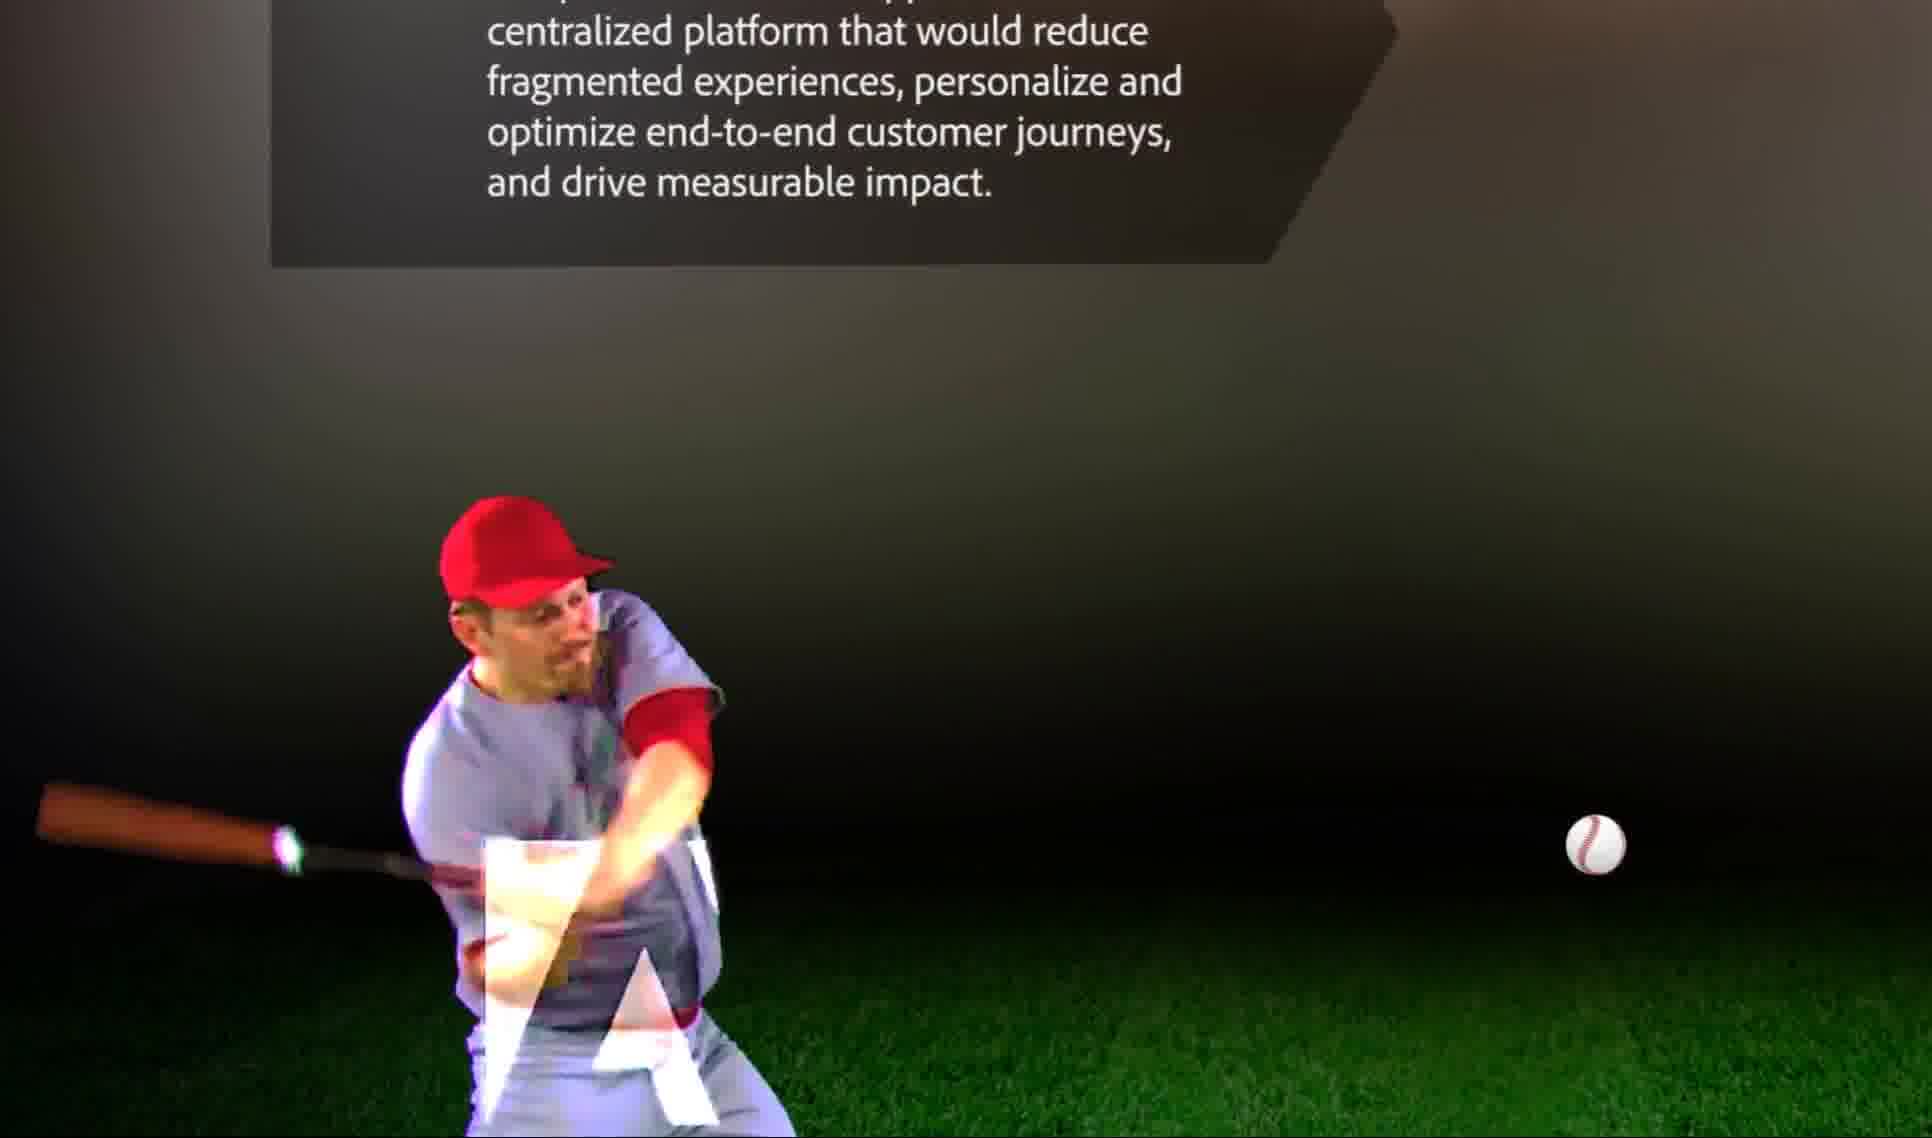 centralized platform that would reduce
fragmented experiences, personalize and
optimize end-to-end customer journeys,
and drive measurable impact.